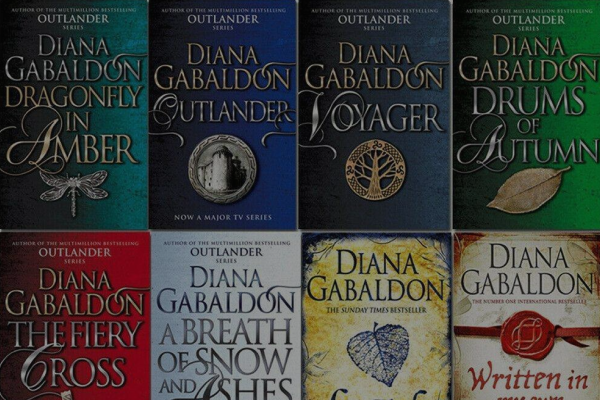 AUTHOR OF THE MULTIMILLION BESTSELLING
OUTLANDER
SERIES
DIANA
GABALDON
DRAGONFLY
IN
AMBER
AUTHOR OF THE MULTIMILLION BESTSELLING
OUTLANDER
SERIES
DIANA
GABALDON
OUTLANDER
NOW A MAJOR TV SERIES
AUTHOR OF THE MULTIMILLION BESTSELLING
OUTLANDER
SERIES
DIANA
GABALDON
VOYAGER
AUTHOR OF THE MULTIMILLION BESTSELLING
OUTLANDER
SERIES
DIANA
GABALDON
DRUMS
OF
AUTUMN
AUTHOR OF THE MULTIMILLION BESTSELLING
OUTLANDER
SERIES
DIANA
GABALDON
THE FIERY
CROSS
AUTHOR OF THE MULTIMILLION BESTSELLING
OUTLANDER
SERIES
DIANA
GABALDON
A BREATH
OF SNOW
AND ASHES
DIANA
GABALDON
THE SUNDAY TIMES BESTSELLER
DIANA
GABALDON
THE NUMBER ONE INTERNATIONAL BESTSELLER
Written in
my own